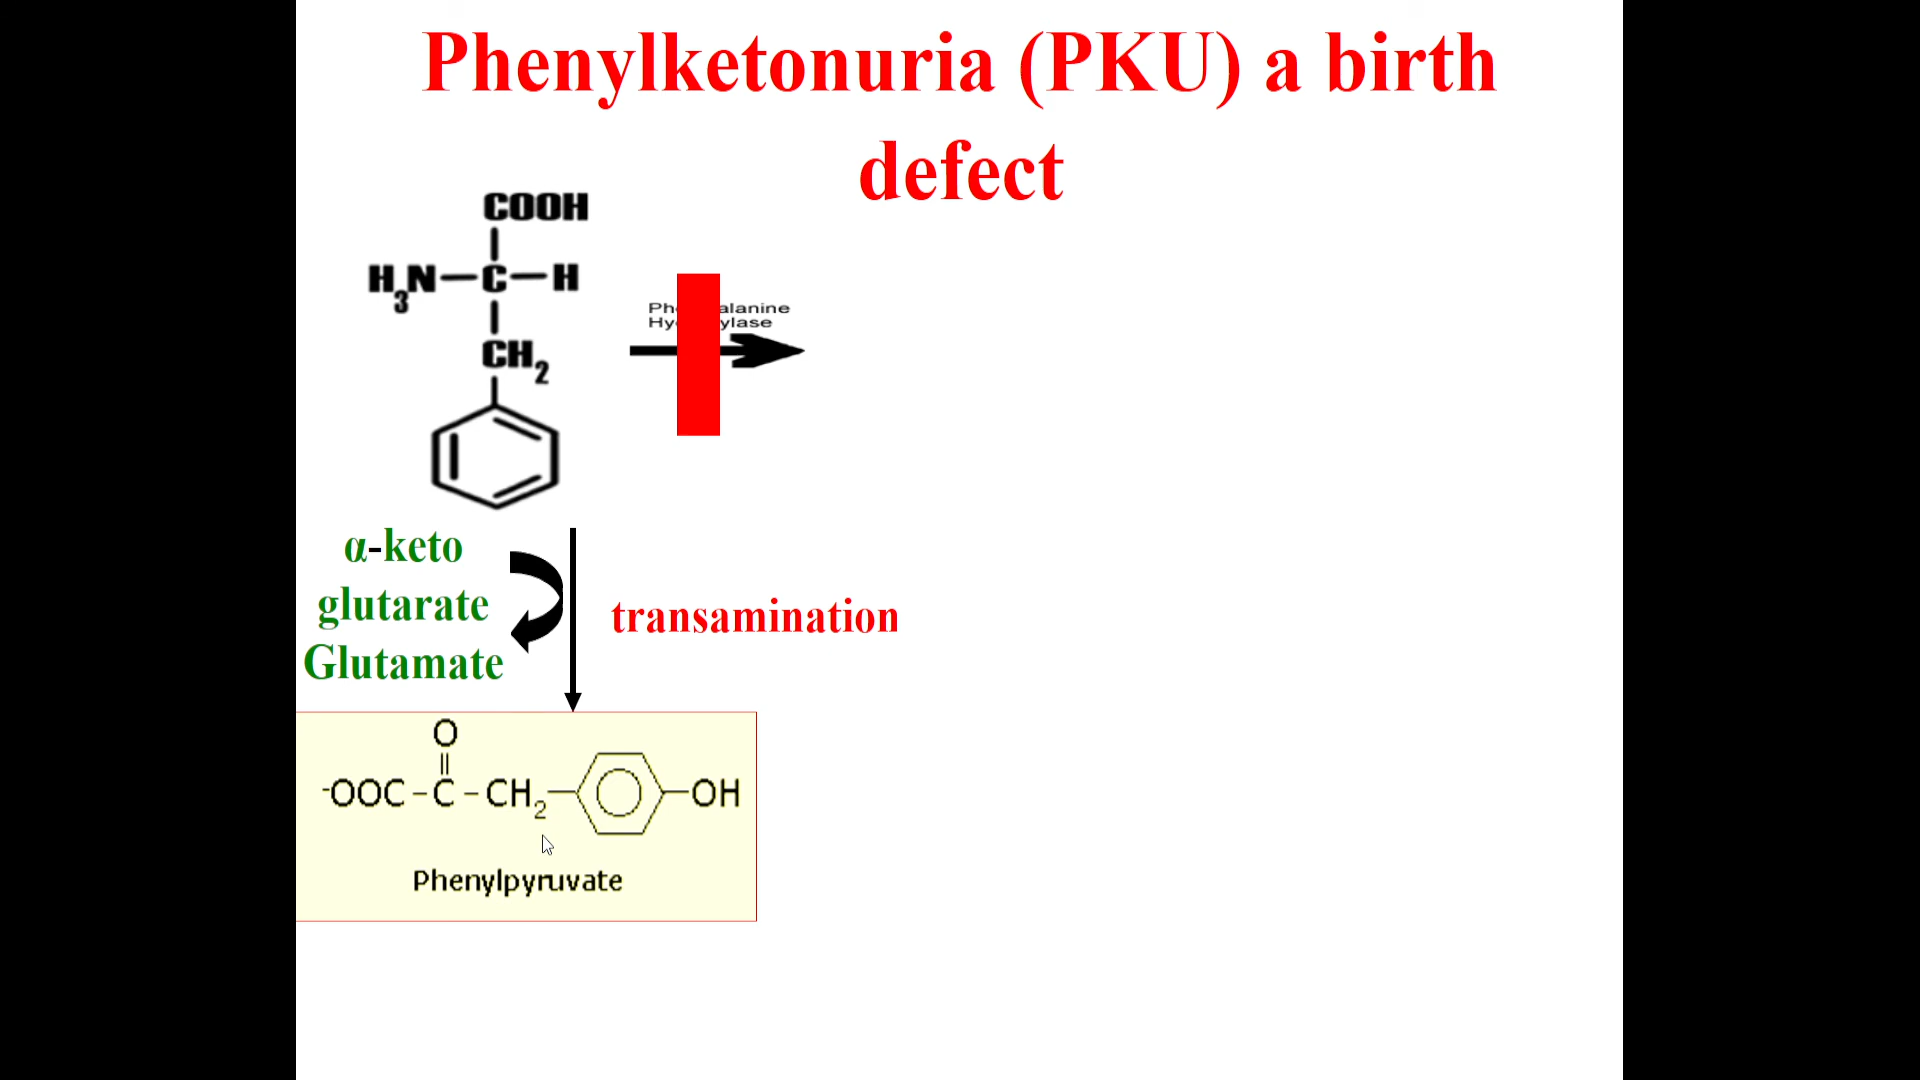 Phenylketonuria (PKU) a birth
defect
COOH
H3N—C—H
CH2
alanine
ylase
α-keto
glutarate
Glutamate
transamination
O
-OOC–C–CH2 OH
Phenylpyruvate